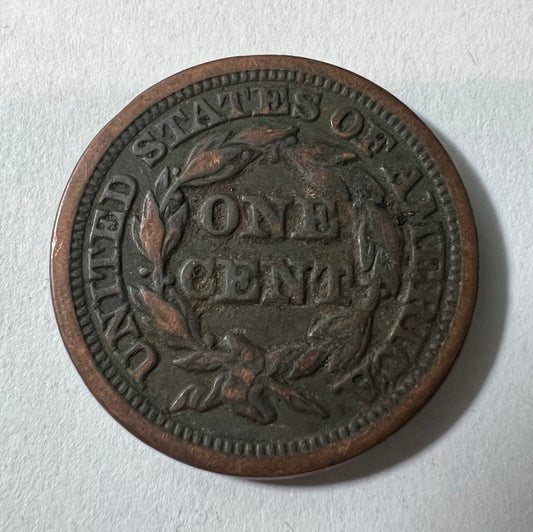 UNITED STATES OF AMERICA
ONE
CENT